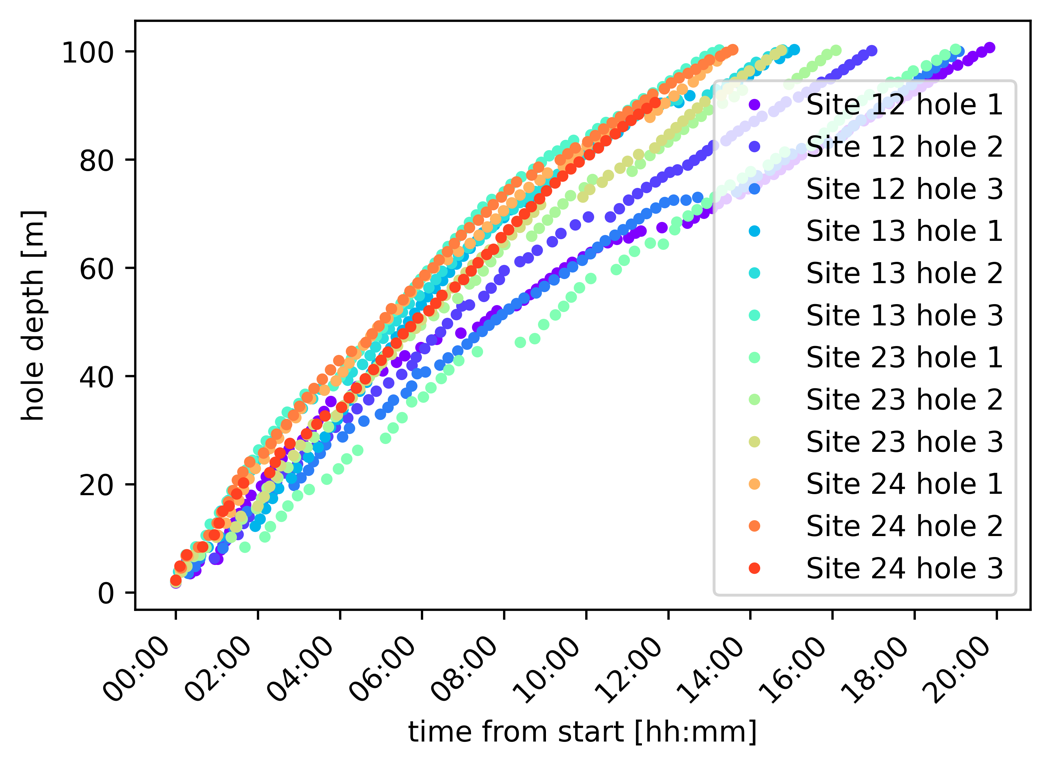 100
80
60
40
20
0
hole depth [m]
Site 12 hole 1
Site 12 hole 2
Site 12 hole 3
Site 13 hole 1
Site 13 hole 2
Site 13 hole 3
Site 23 hole 1
Site 23 hole 2
Site 23 hole 3
Site 24 hole 1
Site 24 hole 2
Site 24 hole 3
00:00 02:00 04:00 06:00 08:00 10:00 12:00 14:00 16:00 18:00 20:00
time from start [hh:mm]